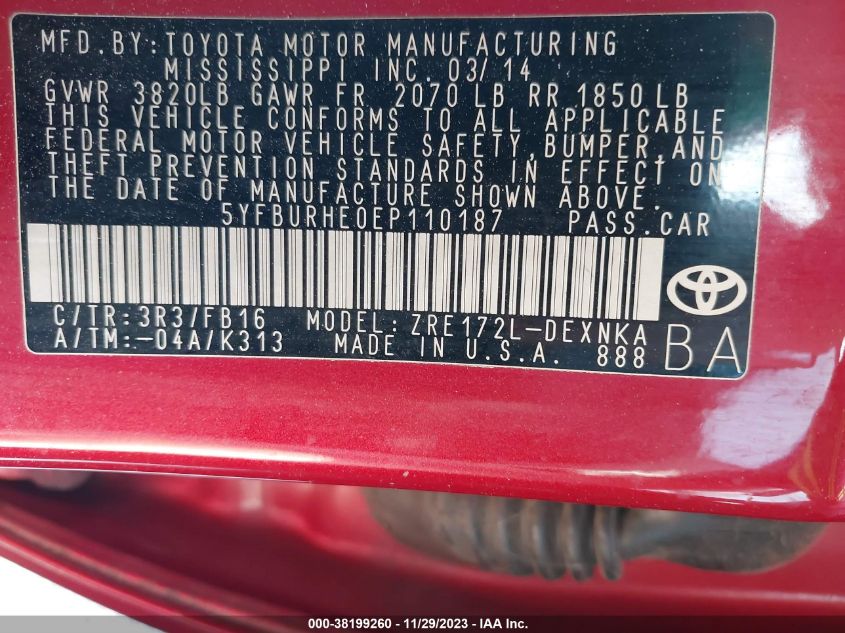 MFD. BY: TOYOTA MOTOR MANUFACTURING
MISSISSIPPI INC. 03/14
GVWR 3820LB GAWR FR 2070 LB RR 1850 LB
THIS VEHICLE CONFORMS TO ALL APPLICABLE
FEDERAL MOTOR VEHICLE SAFETY, BUMPER, AND
THEFT PREVENTION STANDARDS IN EFFECT ON
THE DATE OF MANUFACTURE SHOWN ABOVE.
5YFBURHE0EP110187 PASS. CAR
C/TR: 3R3/FB16 MODEL: ZRE172L-DEXNKA
A/TM: -04A/K313 MADE IN U.S.A. 888 BA
000-38199260 - 11/29/2023 - IAA